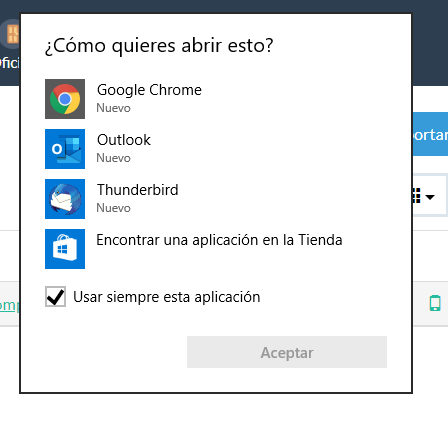 ¿Cómo quieres abrir esto?
Google Chrome
Nuevo
Outlook
Nuevo
Thunderbird
Nuevo
Encontrar una aplicación en la Tienda
Usar siempre esta aplicación
Aceptar